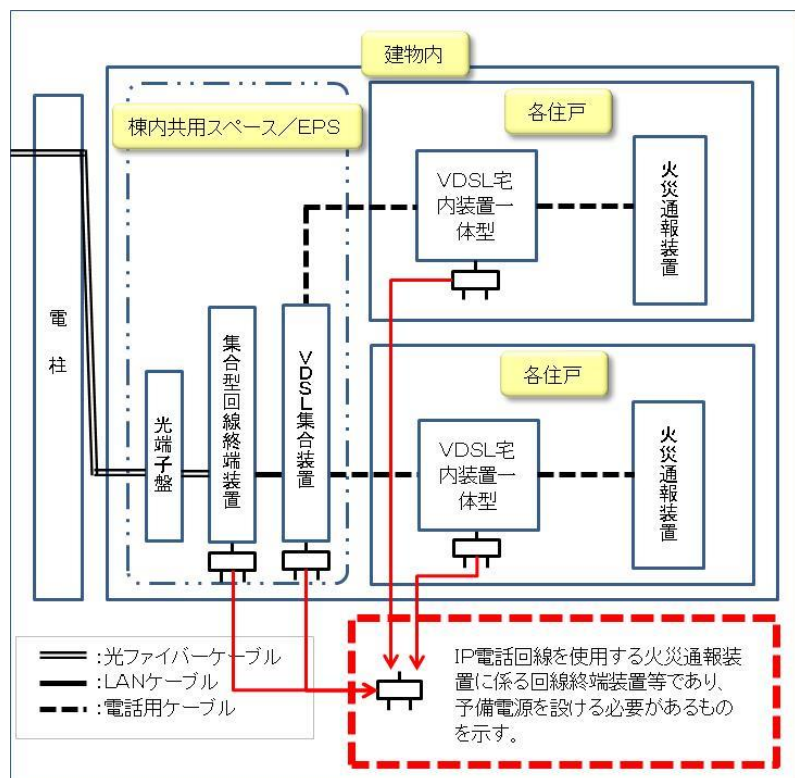 建物内
棟内共用スペース／EPS
各住戸
VDSL宅
内装置一
体型
火災通報装置
電柱
集合型回線終端装置
VDSL集合装置
光端子盤
各住戸
VDSL宅
内装置一
体型
火災通報装置
:光ファイバーケーブル
:LANケーブル
:電話用ケーブル
IP電話回線を使用する火災通報装
置に係る回線終端装置等であり、
予備電源を設ける必要があるもの
を示す。